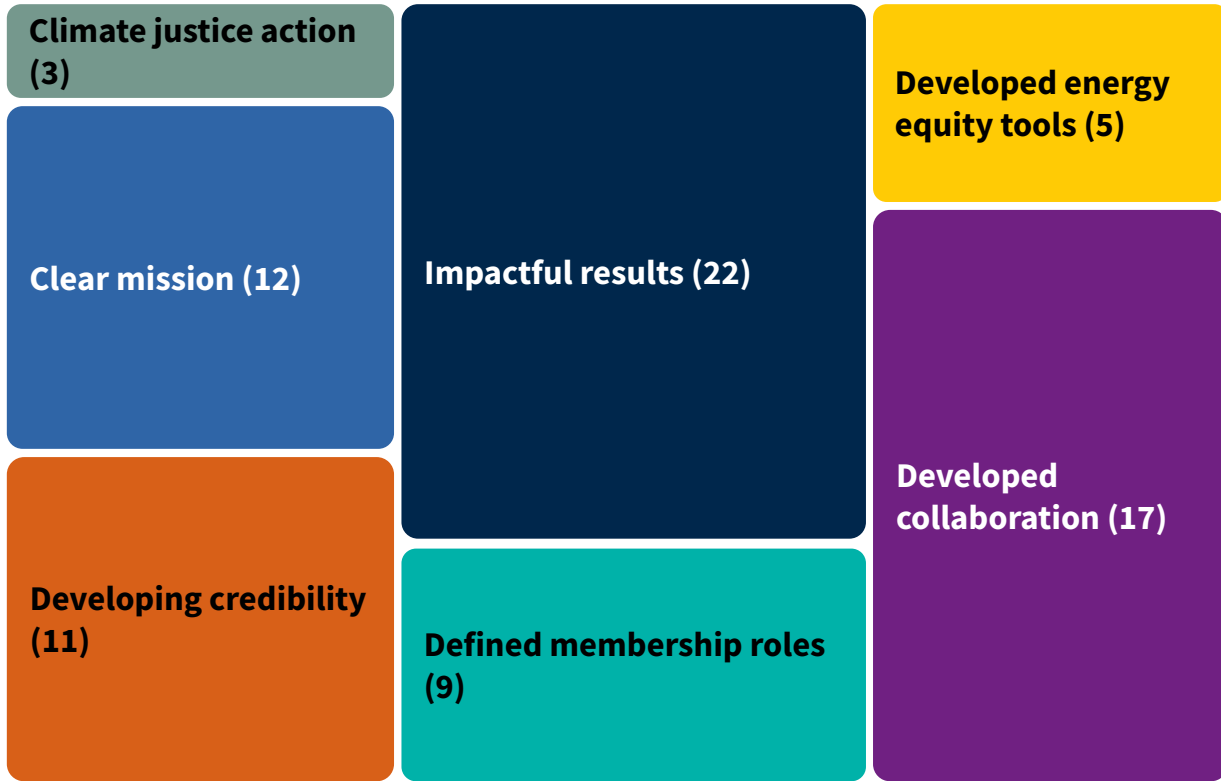 Climate justice action
(3)
Clear mission (12)
Developing credibility
(11)
Impactful results (22)
Defined membership roles
(9)
Developed energy
equity tools (5)
Developed
collaboration (17)